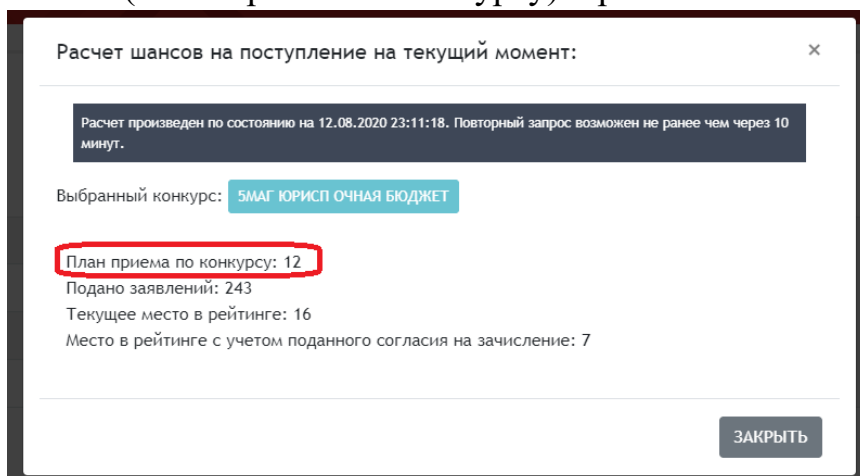 Расчет шансов на поступление на текущий момент: ×
Расчет произведен по состоянию на 12.08.2020 23:11:18. Повторный запрос возможен не ранее чем через 10
минут.
Выбранный конкурс: 5МАГ ЮРИСП ОЧНАЯ БЮДЖЕТ
План приема по конкурсу: 12
Подано заявлений: 243
Текущее место в рейтинге: 16
Место в рейтинге с учетом поданного согласия на зачисление: 7
ЗАКРЫТЬ